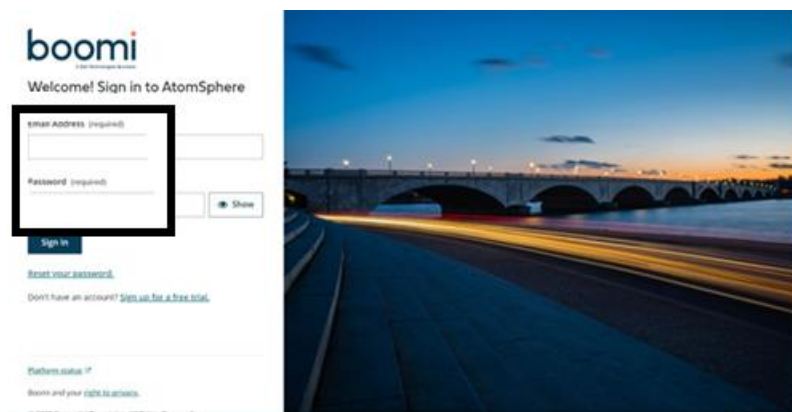 boomi
Welcome! Sign in to AtomSphere
Email Address (required)
Password (required)
Show
Sign In
Reset your password.
Don't have an account? Sign up for a free trial.
Platform status
Boomi and your right to privacy.